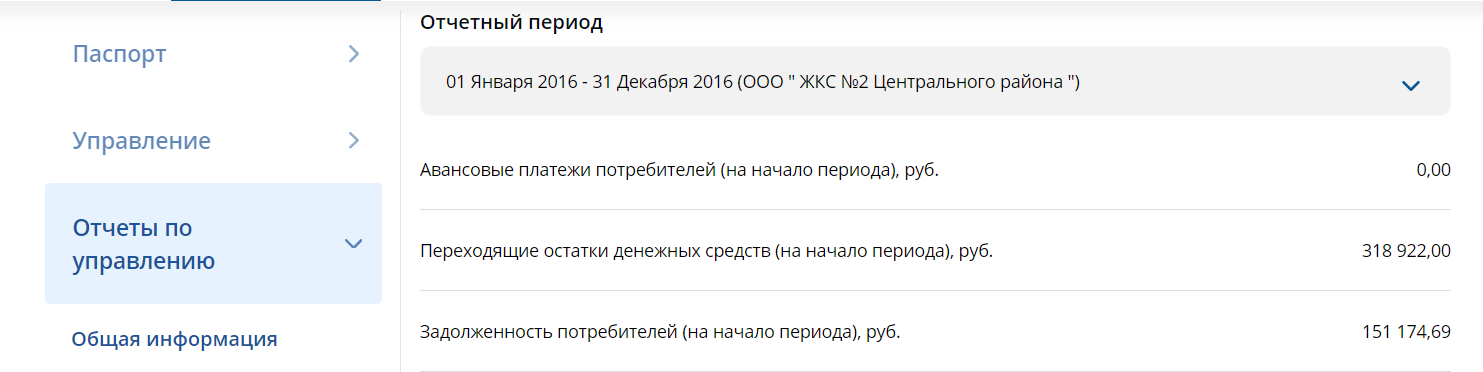 Паспорт
Управление
Отчеты по
управлению
Общая информация
Отчетный период
01 Января 2016 - 31 Декабря 2016 (ООО " ЖКС №2 Центрального района ")
Авансовые платежи потребителей (на начало периода), руб. 0,00
Переходящие остатки денежных средств (на начало периода), руб. 318 922,00
Задолженность потребителей (на начало периода), руб. 151 174,69